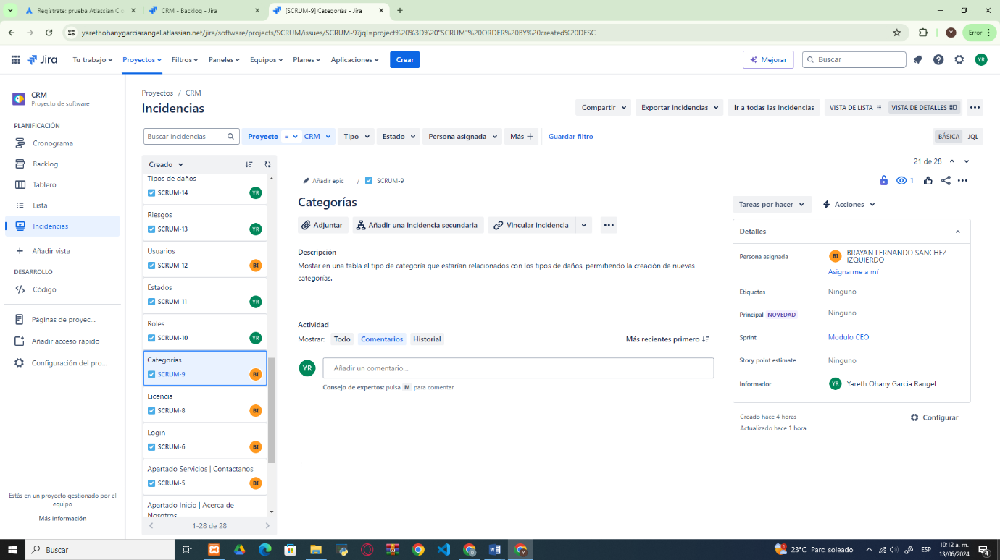 Regístrate: prueba Atlassian Clo
CRM - Backlog - Jira
[SCRUM-9] Categorías - Jira
yarethohanygarciarangel.atlassian.net/jira/software/projects/SCRUM/issues/SCRUM-9?jql=project%20%3D%20"SCRUM"%20ORDER%20BY%20created%20DESC
Y
Error
Jira
Tu trabajo
Proyectos
Filtros
Paneles
Equipos
Planes
Aplicaciones
Crear
Mejorar
Buscar
YR
CRM
Proyecto de software
PLANIFICACIÓN
Cronograma
Backlog
Tablero
Lista
Incidencias
Añadir vista
DESARROLLO
Código
Páginas de proyec...
Añadir acceso rápido
Configuración del pro...
Estás en un proyecto gestionado por el
equipo
Más información
Proyectos / CRM
Incidencias
Compartir
Exportar incidencias
Ir a todas las incidencias
VISTA DE LISTA
VISTA DE DETALLES
Buscar incidencias
Proyecto = CRM
Tipo
Estado
Persona asignada
Más +
Guardar filtro
BÁSICA
JQL
Creado
Tipos de daños
SCRUM-14 YR
Riesgos
SCRUM-13 YR
Usuarios
SCRUM-12 BI
Estados
SCRUM-11 YR
Roles
SCRUM-10 YR
Categorías
SCRUM-9 BI
Licencia
SCRUM-8 BI
Login
SCRUM-6 BI
Apartado Servicios | Contactanos
SCRUM-5 BI
Apartado Inicio | Acerca de
Nosotros
1-28 de 28
21 de 28
Añadir epic / SCRUM-9
1
Categorías
Adjuntar
Añadir una incidencia secundaria
Vincular incidencia
Descripción
Mostar en una tabla el tipo de categoría que estarían relacionados con los tipos de daños, permitiendo la creación de nuevas
categorías.
Actividad
Mostrar: Todo Comentarios Historial
Más recientes primero
YR
Añadir un comentario...
Consejo de expertos: pulsa M para comentar
Tareas por hacer
Acciones
Detalles
Persona asignada
BI BRAYAN FERNANDO SANCHEZ
IZQUIERDO
Asignarme a mí
Etiquetas Ninguno
Principal NOVEDAD Ninguno
Sprint Modulo CEO
Story point estimate Ninguno
Informador YR Yareth Ohany Garcia Rangel
Creado hace 4 horas
Actualizado hace 1 hora
Configurar
Buscar
23°C Parc. soleado
ESP
10:12 a. m.
13/06/2024
4